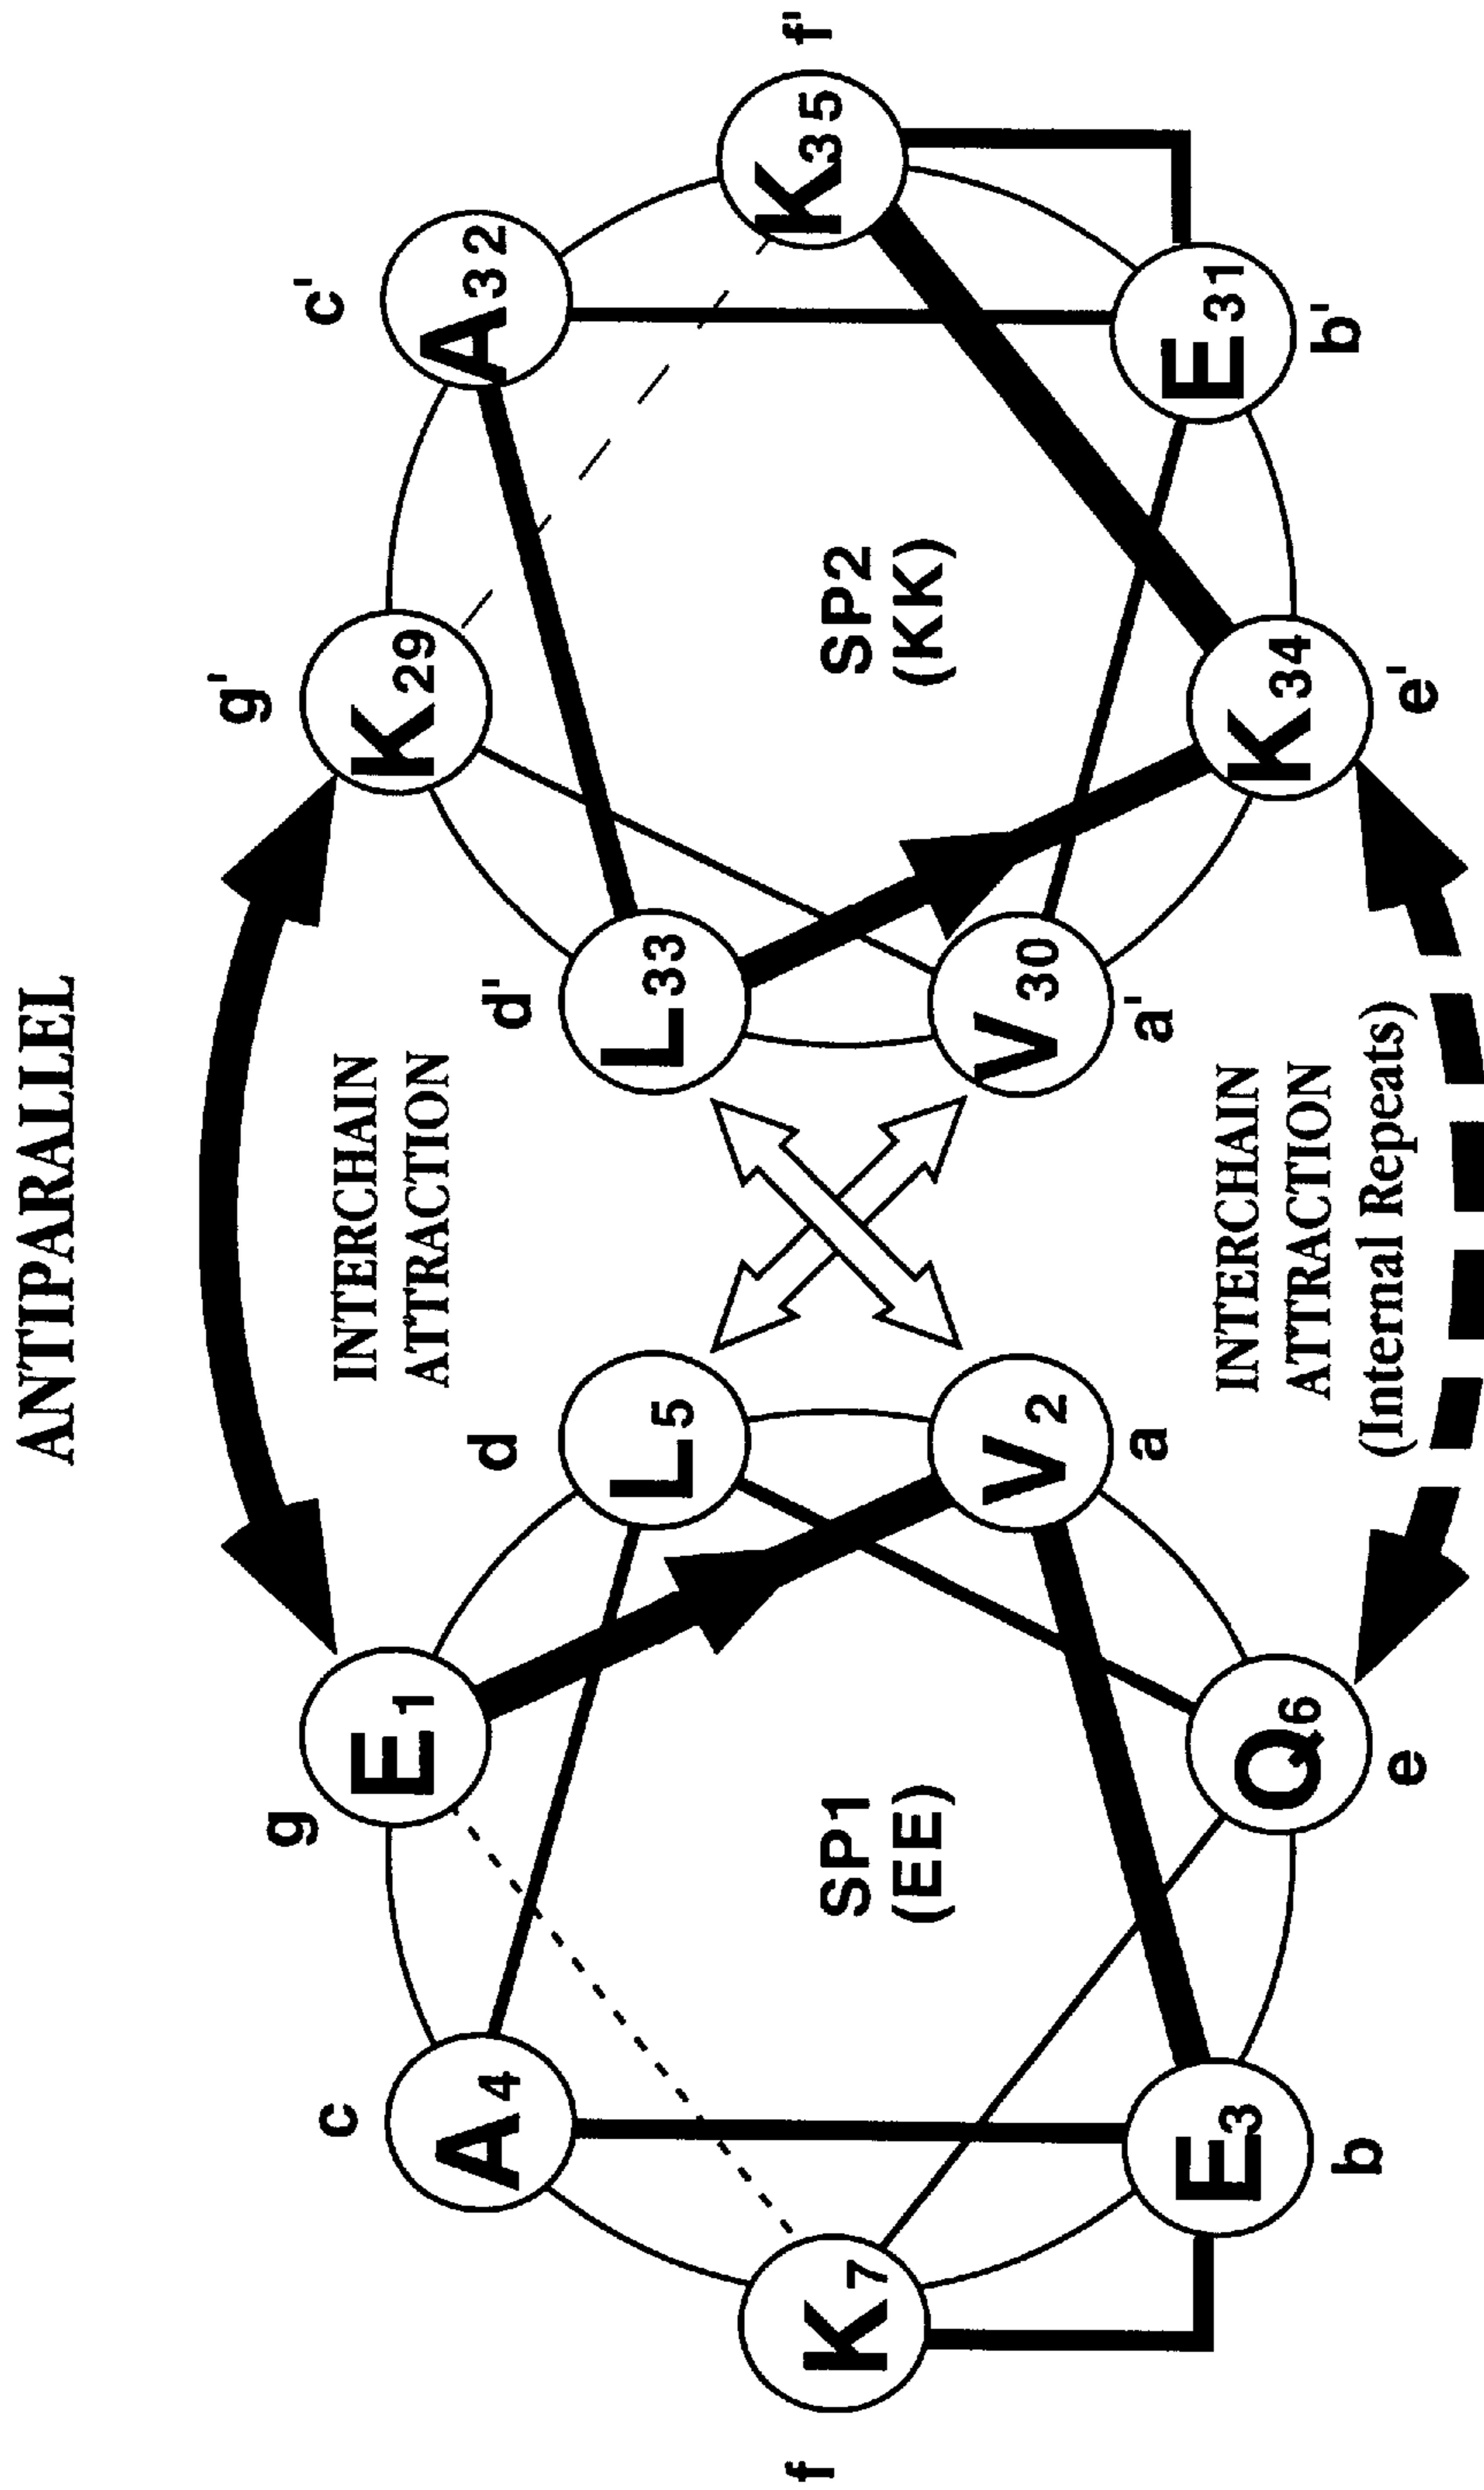 ANTIPARALLEL
INTERCHAIN
ATTRACTION
g
E1
g'
K29
c
A4
c'
A32
d
L5
d'
L33
f
K7
SP1
(EE)
SP2
(KK)
f'
K35
V2
a
V30
a'
E3
b
Q6
e
K34
e'
E31
b'
INTERCHAIN
ATTRACTION
(Internal Repeats)